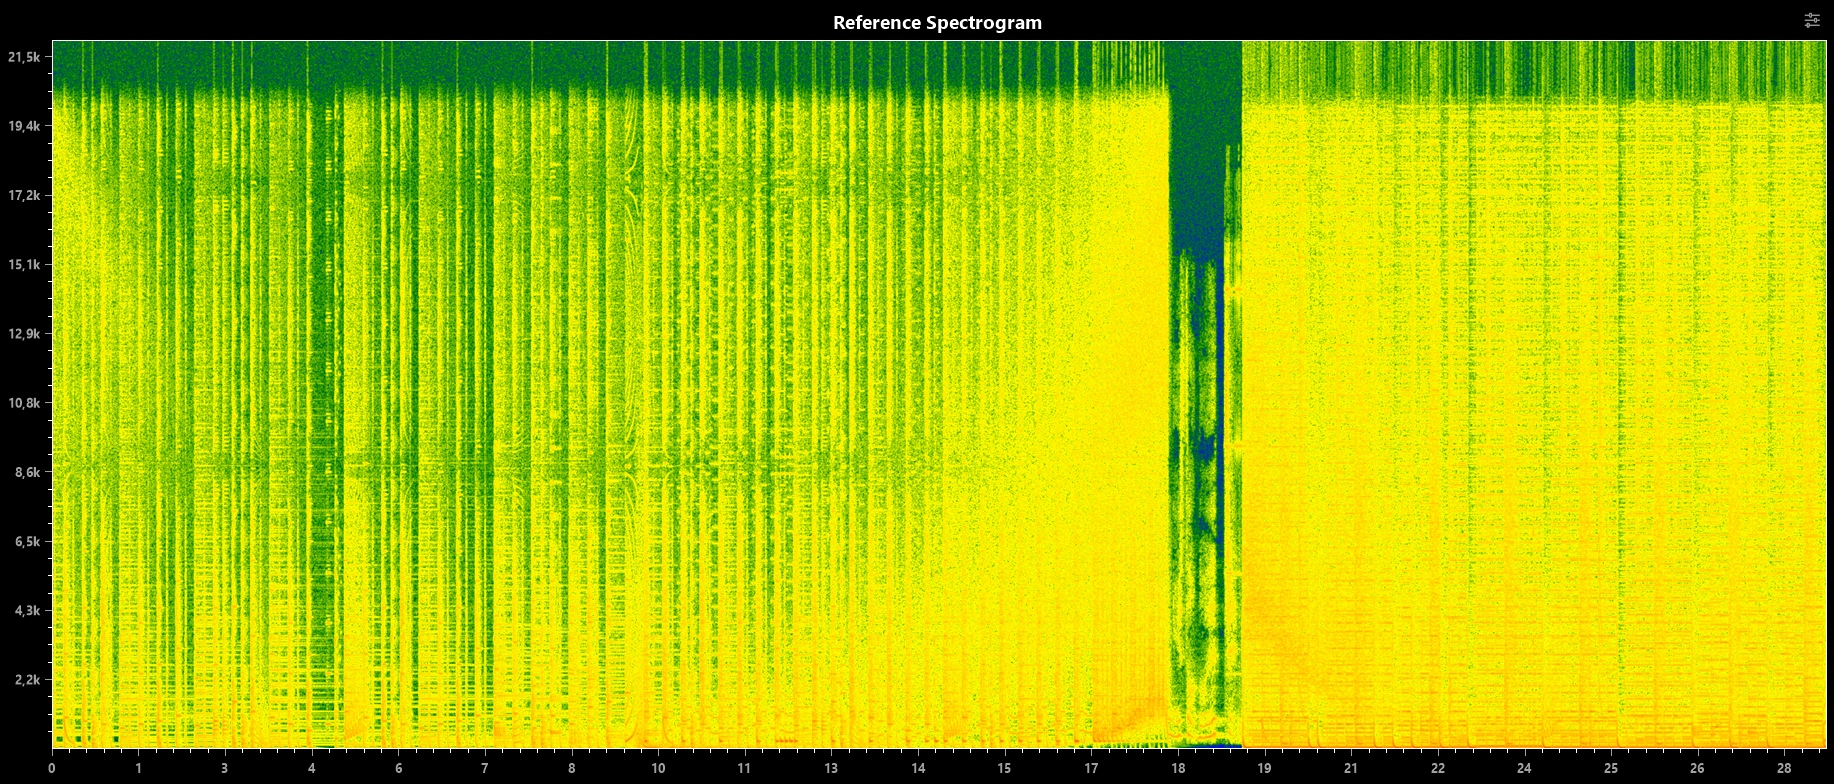 Reference Spectrogram
21,5k
19,4k
17,2k
15,1k
12,9k
10,8k
8,6k
6,5k
4,3k
2,2k
0 1 3 4 6 7 8 10 11 13 14 15 17 18 19 21 22 24 25 26 28